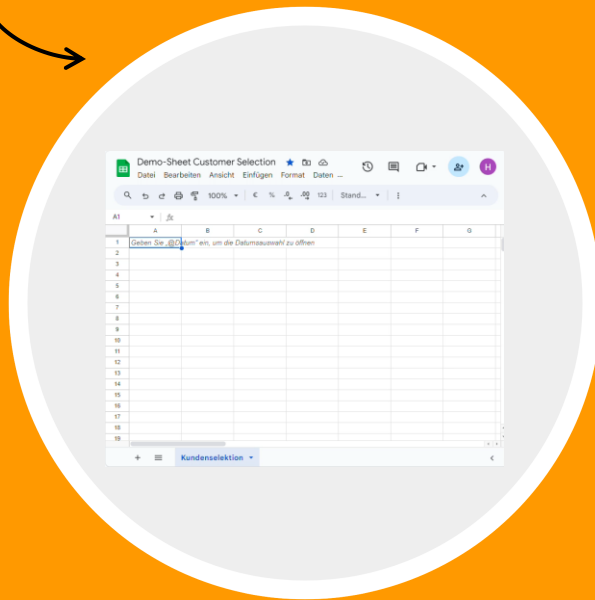 Demo-Sheet Customer Selection
H
Datei Bearbeiten Ansicht Einfügen Format Daten ...
100% € % .0 .00 123 Stand...
A1 fx
A B C D E F G
1 Geben Sie „@Datum" ein, um die Datumsauswahl zu öffnen
2
3
4
5
6
7
8
9
10
11
12
13
14
15
16
17
18
19
+ Kundenselektion